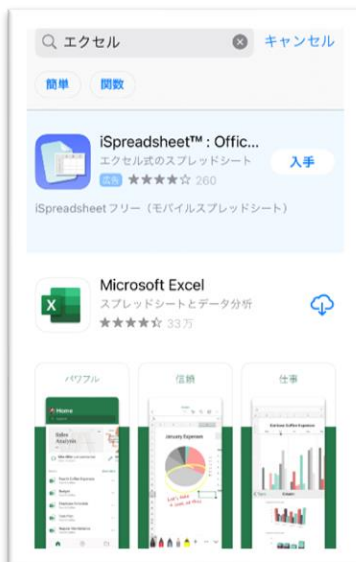 エクセル
キャンセル
簡単
関数
iSpreadsheet™ : Offic...
エクセル式のスプレッドシート
入手
広告
260
iSpreadsheetフリー（モバイルスプレッドシート）
Microsoft Excel
スプレッドシートとデータ分析
33万
パワフル
信頼
仕事
Home
Sales
Analysis
January Expenses